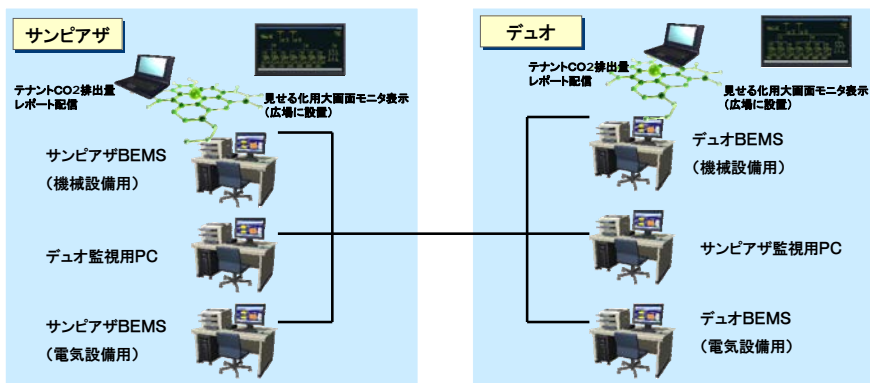 サンピアザ
テナントCO2排出量
レポート配信
見せる化用大画面モニタ表示
（広場に設置）
サンピアザBEMS
（機械設備用）
デュオ監視用PC
サンピアザBEMS
（電気設備用）
デュオ
テナントCO2排出量
レポート配信
見せる化用大画面モニタ表示
（広場に設置）
デュオBEMS
（機械設備用）
サンピアザ監視用PC
デュオBEMS
（電気設備用）